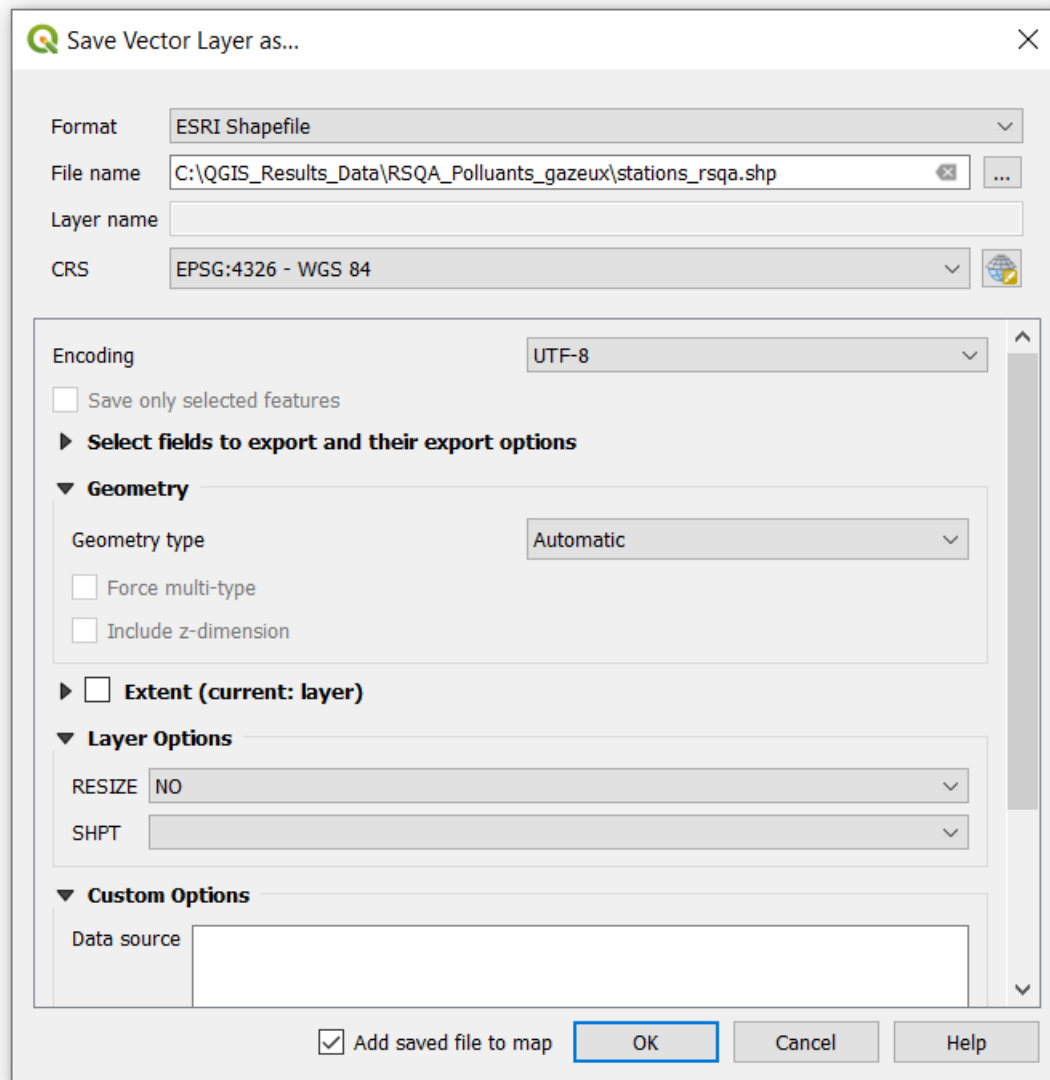 Save Vector Layer as...
Format ESRI Shapefile
File name C:\QGIS_Results_Data\RSQA_Polluants_gazeux\stations_rsqa.shp ...
Layer name
CRS EPSG:4326 - WGS 84
Encoding UTF-8
Save only selected features
Select fields to export and their export options
Geometry
Geometry type Automatic
Force multi-type
Include z-dimension
Extent (current: layer)
Layer Options
RESIZE NO
SHPT
Custom Options
Data source
Add saved file to map OK Cancel Help